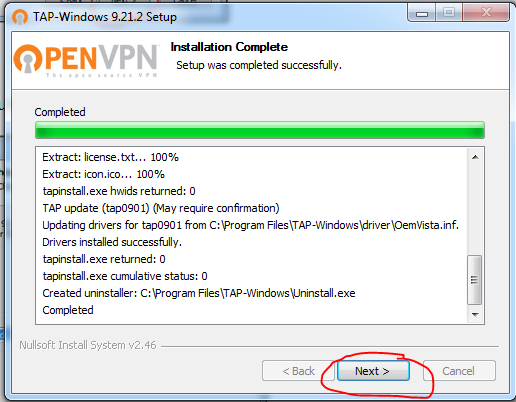 TAP-Windows 9.21.2 Setup
OPENVPN
The open source VPN
Installation Complete
Setup was completed successfully.
Completed
Extract: license.txt... 100%
Extract: icon.ico... 100%
tapinstall.exe hwids returned: 0
TAP update (tap0901) (May require confirmation)
Updating drivers for tap0901 from C:\Program Files\TAP-Windows\driver\OemVista.inf.
Drivers installed successfully.
tapinstall.exe returned: 0
tapinstall.exe cumulative status: 0
Created uninstaller: C:\Program Files\TAP-Windows\Uninstall.exe
Completed
Nullsoft Install System v2.46
< Back
Next >
Cancel